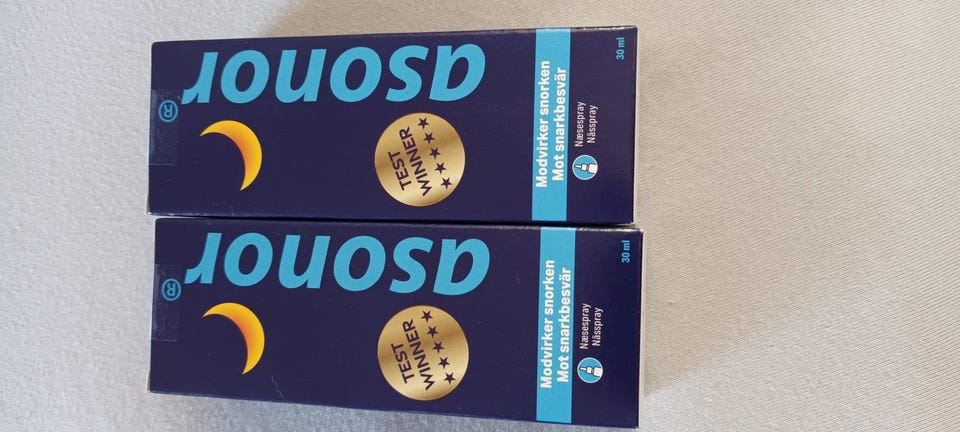 asonor®
TEST
WINNER
Modvirker snorken
Mot snarkbesvär
Næsespray
Nässpray
30 ml
asonor®
TEST
WINNER
Modvirker snorken
Mot snarkbesvär
Næsespray
Nässpray
30 ml